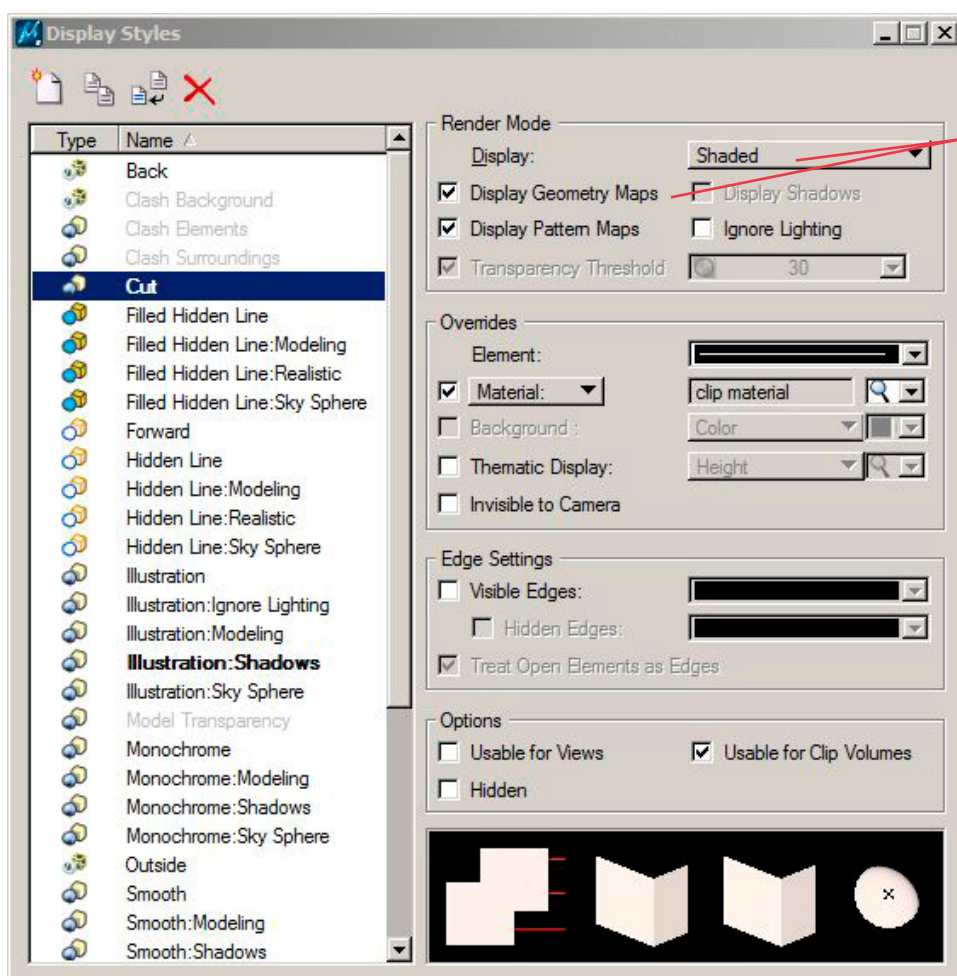 Display Styles
Type Name
Back
Clash Background
Clash Elements
Clash Surroundings
Cut
Filled Hidden Line
Filled Hidden Line:Modeling
Filled Hidden Line:Realistic
Filled Hidden Line:Sky Sphere
Forward
Hidden Line
Hidden Line:Modeling
Hidden Line:Realistic
Hidden Line:Sky Sphere
Illustration
Illustration:Ignore Lighting
Illustration:Modeling
Illustration:Shadows
Illustration:Sky Sphere
Model Transparency
Monochrome
Monochrome:Modeling
Monochrome:Shadows
Monochrome:Sky Sphere
Outside
Smooth
Smooth:Modeling
Smooth:Shadows
Render Mode
Display: Shaded
Display Geometry Maps Display Shadows
Display Pattern Maps Ignore Lighting
Transparency Threshold 30
Overrides
Element:
Material: clip material
Background : Color
Thematic Display: Height
Invisible to Camera
Edge Settings
Visible Edges:
Hidden Edges:
Treat Open Elements as Edges
Options
Usable for Views Usable for Clip Volumes
Hidden